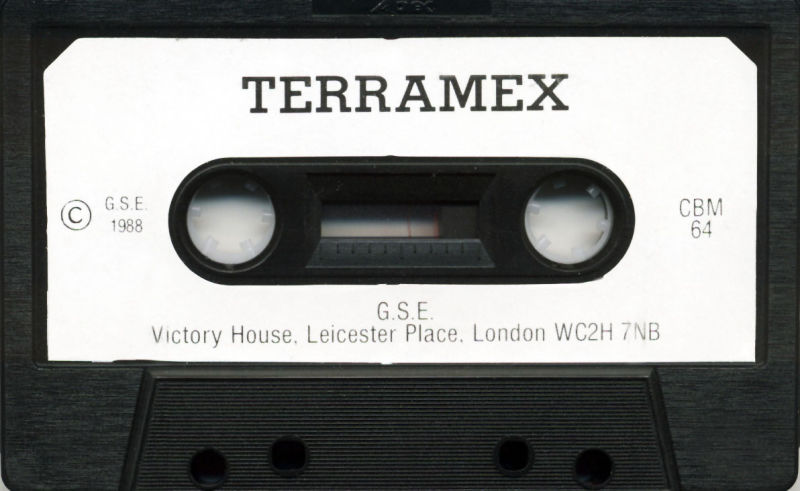 TERRAMEX
© G.S.E.
1988
CBM
64
G.S.E.
Victory House, Leicester Place, London WC2H 7NB